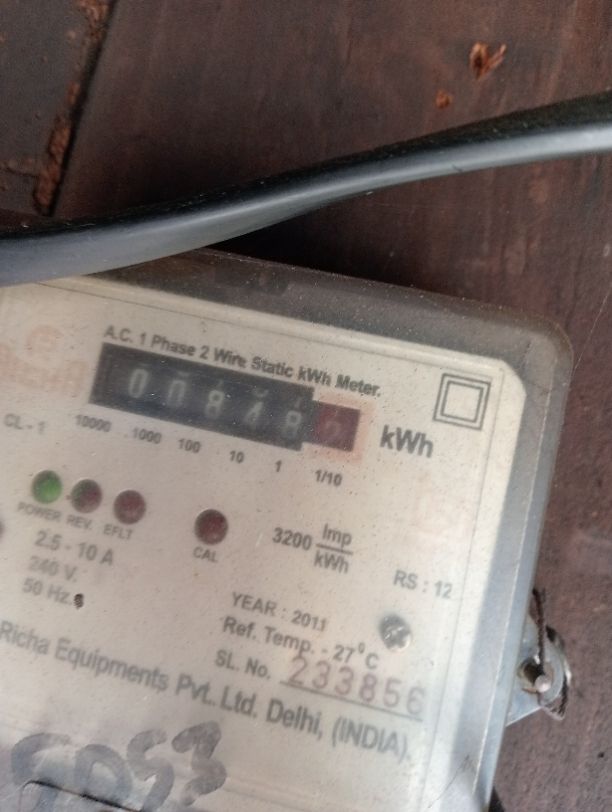 A.C. 1 Phase 2 Wire Static kWh Meter.
00848
kWh
CL - 1
10000 1000 100 10 1 1/10
POWER REV. EFLT
CAL
3200 Imp/kWh
2.5 - 10 A
240 V.
50 Hz.
RS : 12
YEAR : 2011
Ref. Temp. - 27°C
SL. No. 233856
Richa Equipments Pvt. Ltd. Delhi, (INDIA).